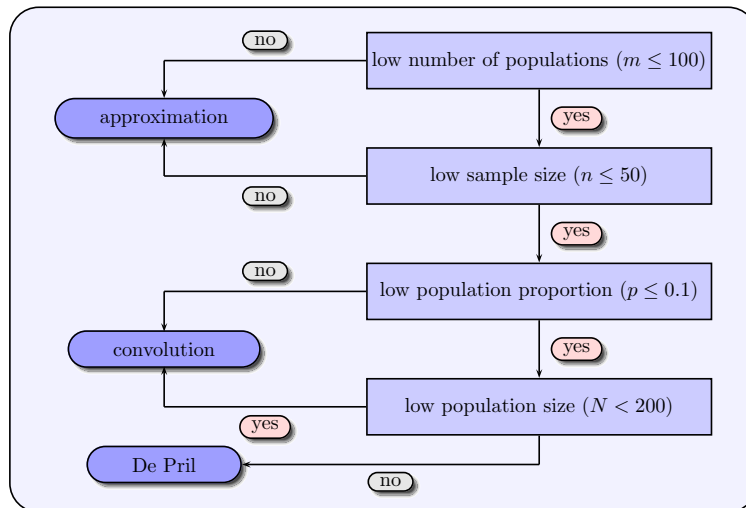 no
low number of populations (m ≤ 100)
approximation
yes
low sample size (n ≤ 50)
no
yes
no
low population proportion (p ≤ 0.1)
convolution
yes
low population size (N < 200)
yes
De Pril
no